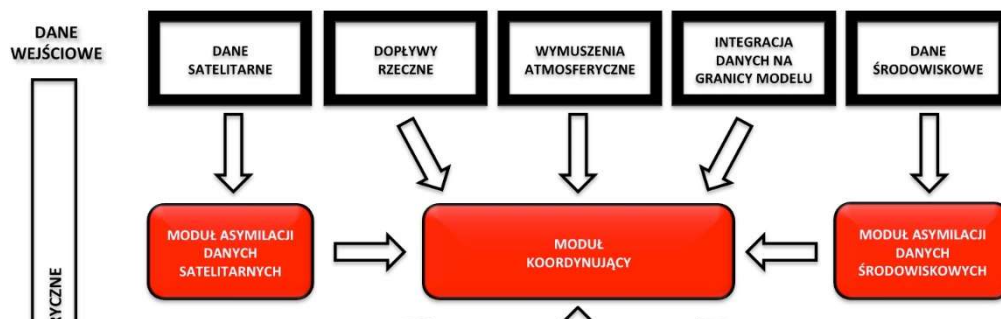 DANE
WEJŚCIOWE
DANE
SATELITARNE
DOPŁYWY
RZECZNE
WYMUSZENIA
ATMOSFERYCZNE
INTEGRACJA
DANYCH NA
GRANICY MODELU
DANE
ŚRODOWISKOWE
MODUŁ ASYMILACJI
DANYCH
SATELITARNYCH
MODUŁ
KOORDYNUJĄCY
MODUŁ ASYMILACJI
DANYCH
ŚRODOWISKOWYCH